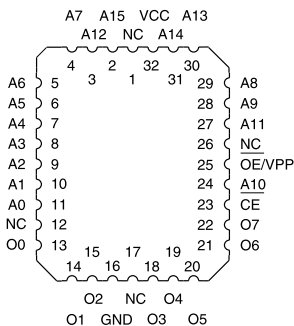 A7 A15 VCC A13
A12 NC A14
4 2 32 30
3 1 31
A6 5 29 A8
A5 6 28 A9
A4 7 27 A11
A3 8 26 NC
A2 9 25 OE/VPP
A1 10 24 A10
A0 11 23 CE
NC 12 22 O7
O0 13 21 O6
15 17 19
14 16 18 20
O2 NC O4
O1 GND O3 O5